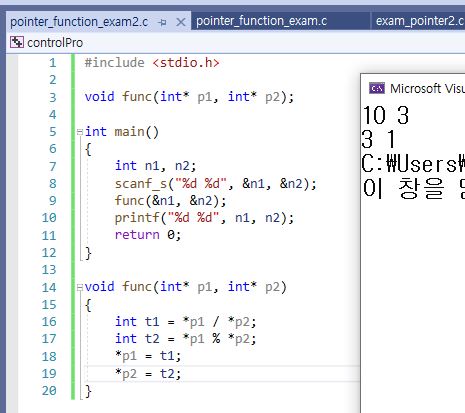 pointer_function_exam2.c pointer_function_exam.c exam_pointer2.c
controlPro
1 #include <stdio.h>
2
3 void func(int* p1, int* p2);
4
5 int main()
6 {
7 int n1, n2;
8 scanf_s("%d %d", &n1, &n2);
9 func(&n1, &n2);
10 printf("%d %d", n1, n2);
11 return 0;
12 }
13
14 void func(int* p1, int* p2)
15 {
16 int t1 = *p1 / *p2;
17 int t2 = *p1 % *p2;
18 *p1 = t1;
19 *p2 = t2;
20 }
Microsoft Visu
10 3
3 1
C:₩Users₩
이 창을